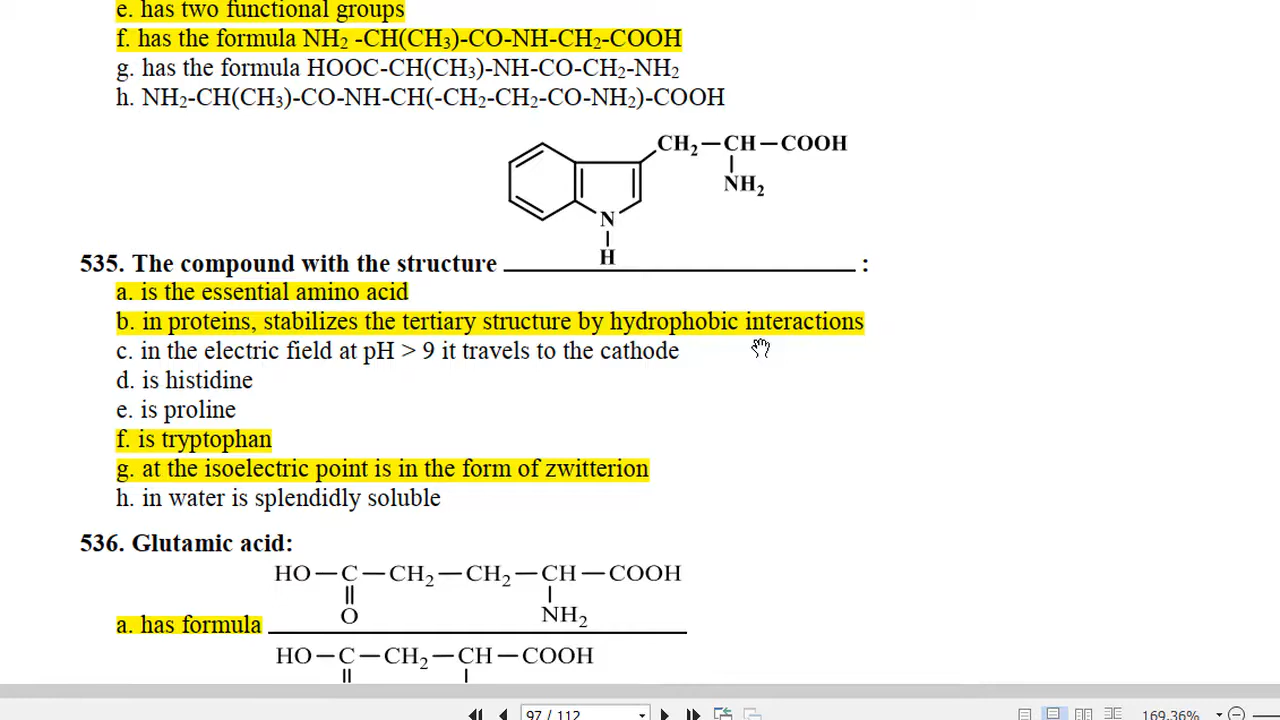 e. has two functional groups
f. has the formula NH₂ -CH(CH₃)-CO-NH-CH₂-COOH
g. has the formula HOOC-CH(CH₃)-NH-CO-CH₂-NH₂
h. NH₂-CH(CH₃)-CO-NH-CH(-CH₂-CH₂-CO-NH₂)-COOH
CH₂—CH—COOH
NH₂
N
H
535. The compound with the structure ____________________ :
a. is the essential amino acid
b. in proteins, stabilizes the tertiary structure by hydrophobic interactions
c. in the electric field at pH > 9 it travels to the cathode
d. is histidine
e. is proline
f. is tryptophan
g. at the isoelectric point is in the form of zwitterion
h. in water is splendidly soluble
536. Glutamic acid:
HO—C—CH₂—CH₂—CH—COOH
O NH₂
a. has formula
HO—C—CH₂—CH—COOH
97 / 112
169.36%